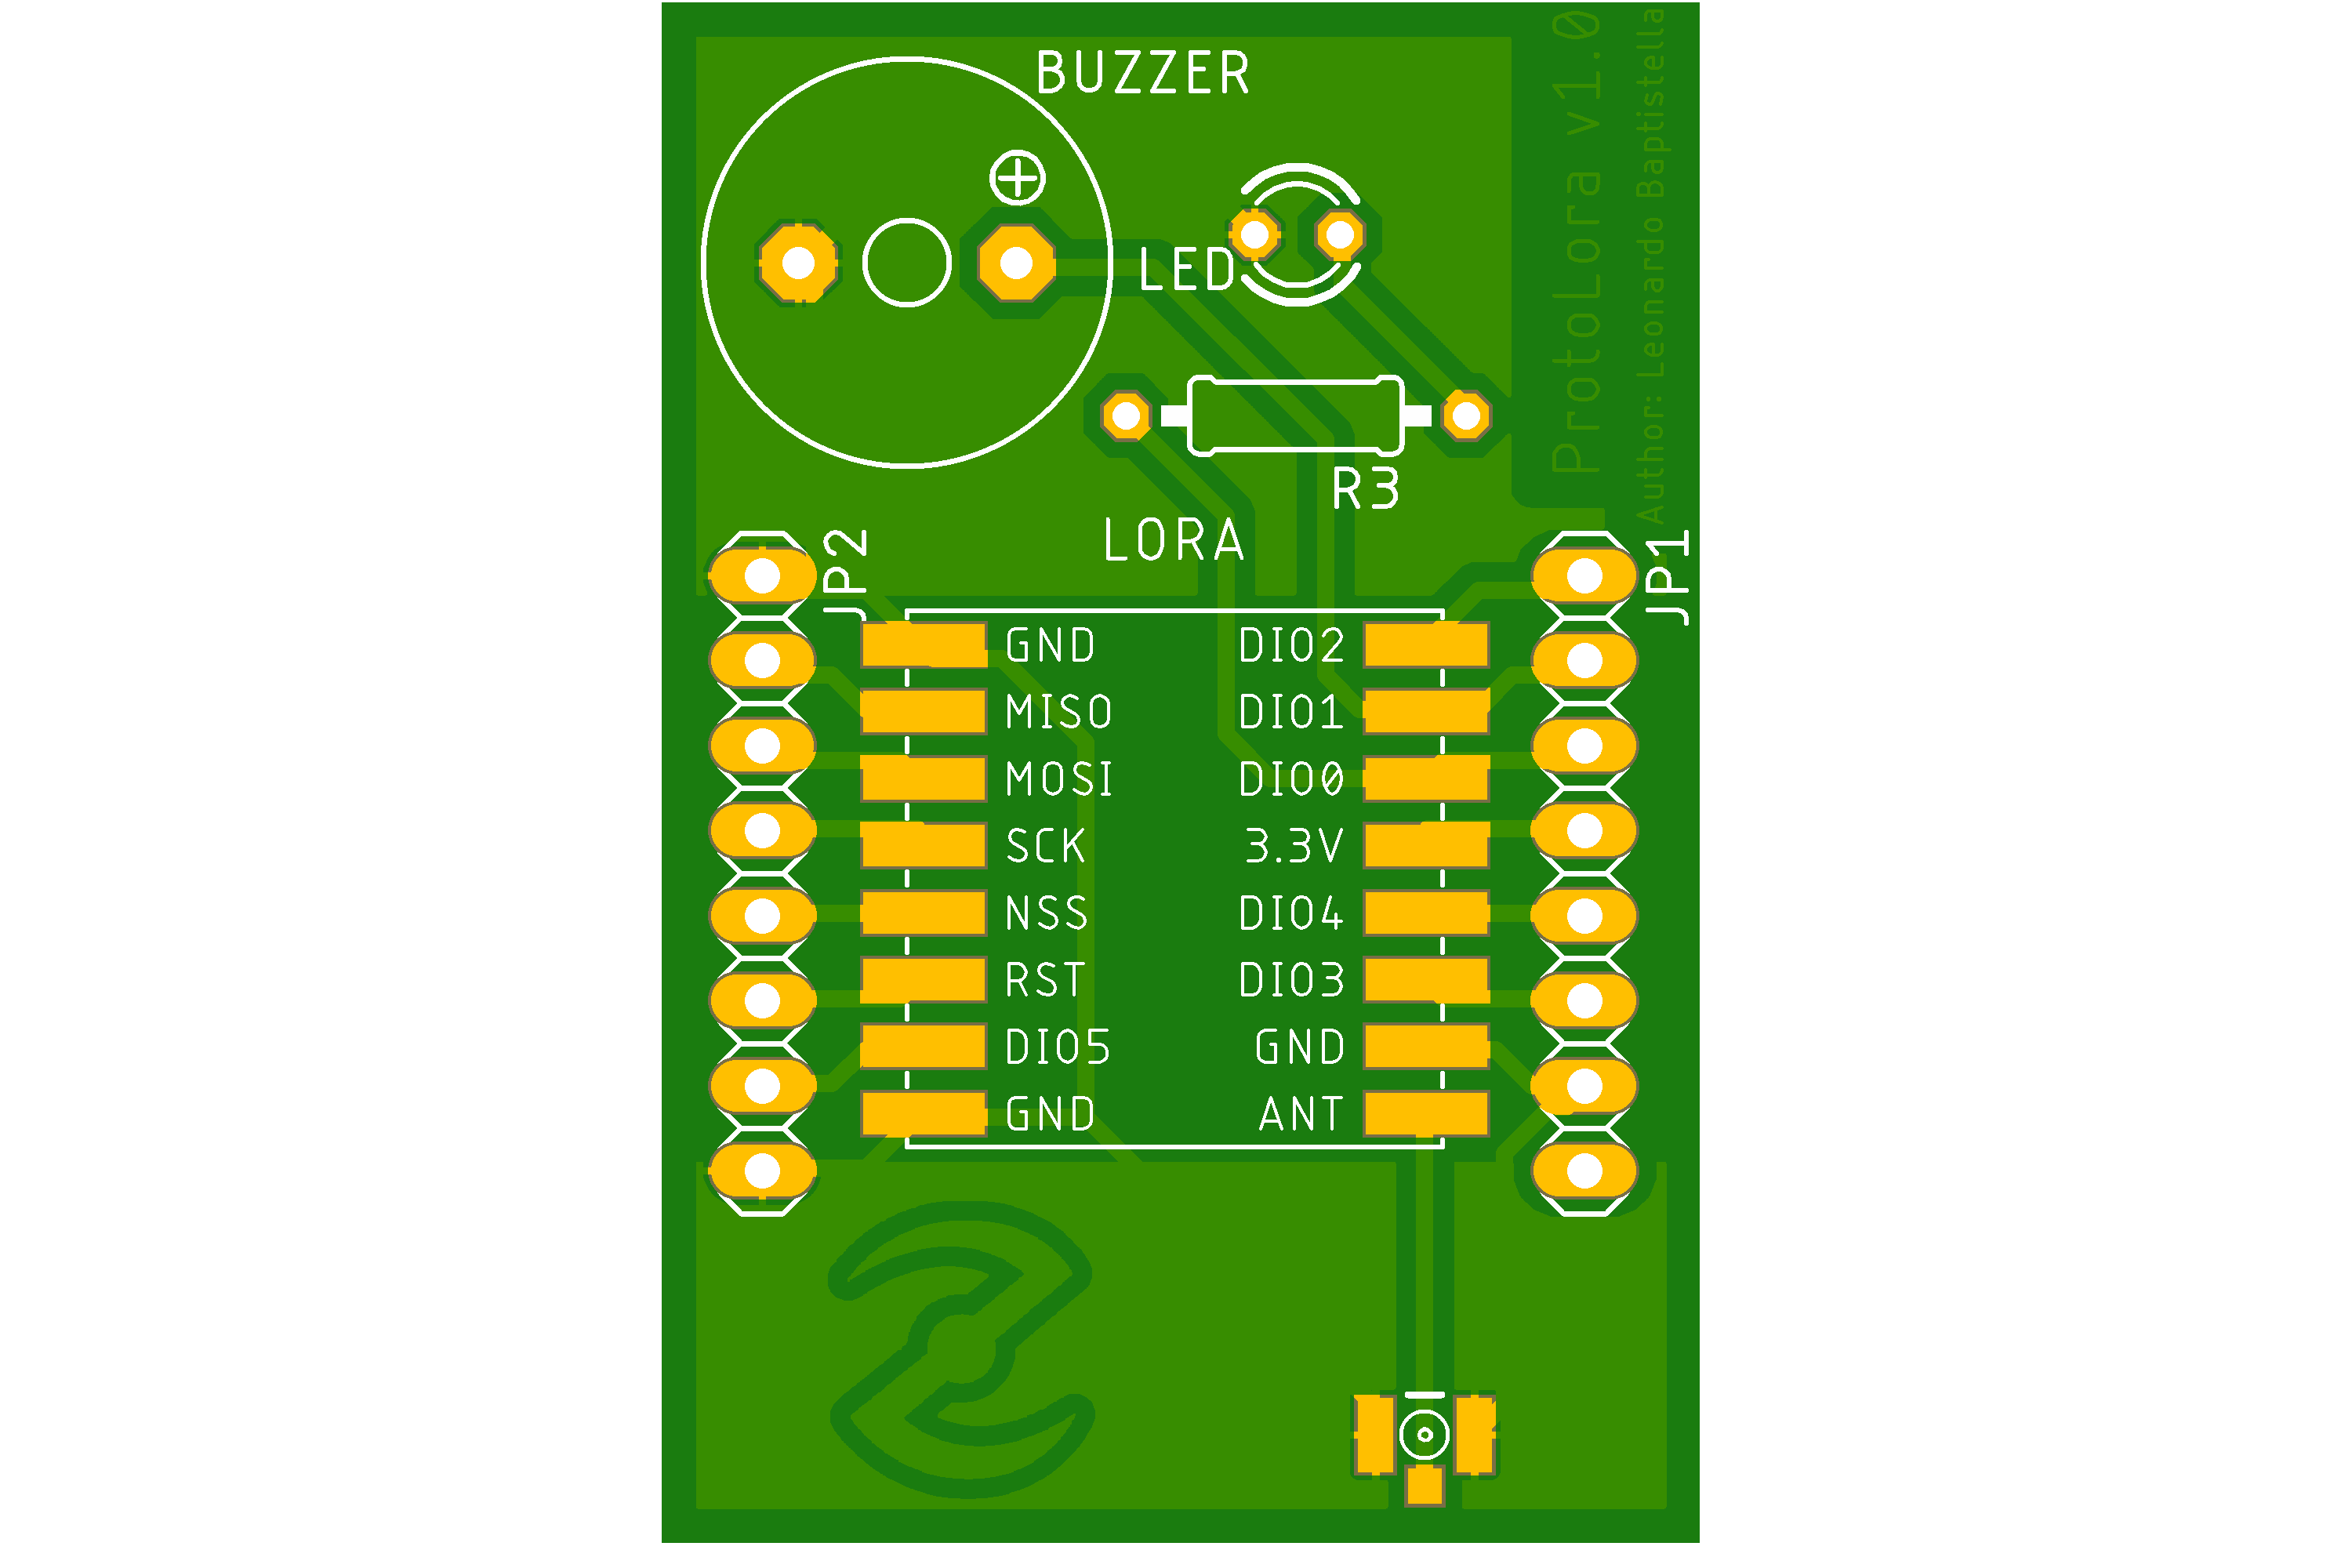 BUZZER
LED
R3
LORA
JP2
JP1
GND
MISO
MOSI
SCK
NSS
RST
DIO5
GND
DIO2
DIO1
DIO0
3.3V
DIO4
DIO3
GND
ANT
ProtoLora v1.0
Author: Leonardo Baptistella